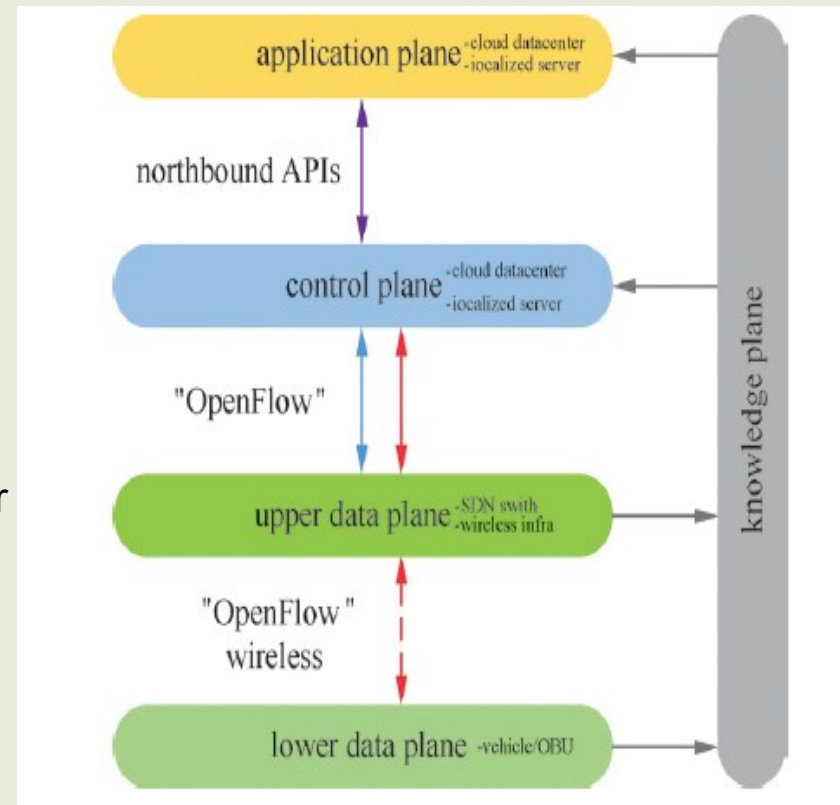 application plane -cloud datacenter
-iocalized server
northbound APIs
control plane -cloud datacenter
-iocalized server
"OpenFlow"
r
upper data plane -SDN swith
-wireless infra
"OpenFlow"
wireless
lower data plane -vehicle/OBU
knowledge plane